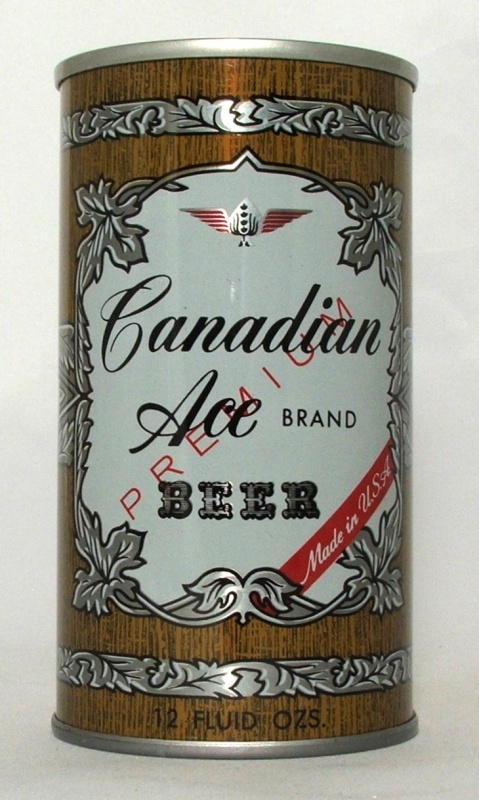 Canadian
Ace BRAND
PREMIUM
BEER
Made in U.S.A.
12 FLUID OZS.